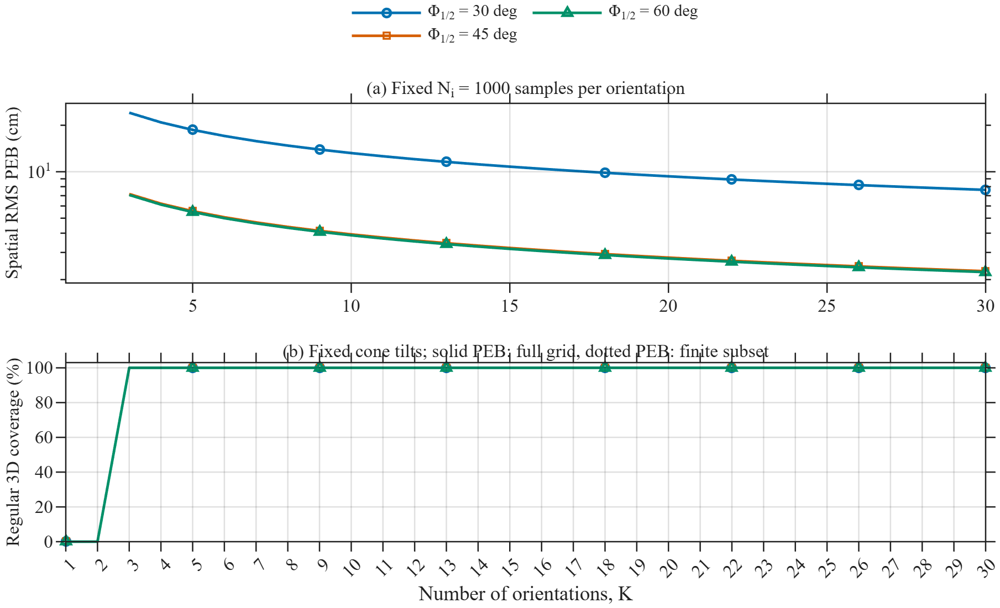 Φ1/2 = 30 deg
Φ1/2 = 60 deg
Φ1/2 = 45 deg
(a) Fixed Ni = 1000 samples per orientation
Spatial RMS PEB (cm)
10^1
5 10 15 20 25 30
(b) Fixed cone tilts; solid PEB: full grid, dotted PEB: finite subset
Regular 3D coverage (%)
100
80
60
40
20
0
1 2 3 4 5 6 7 8 9 10 11 12 13 14 15 16 17 18 19 20 21 22 23 24 25 26 27 28 29 30
Number of orientations, K